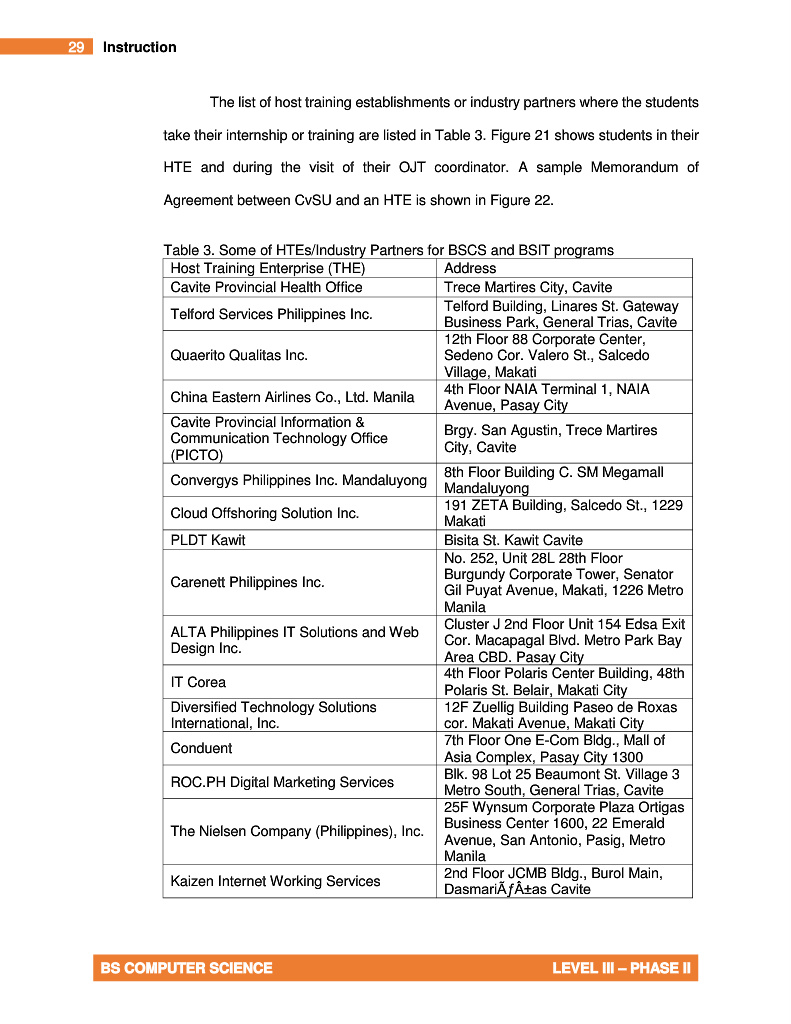 29 Instruction
The list of host training establishments or industry partners where the students
take their internship or training are listed in Table 3. Figure 21 shows students in their
HTE and during the visit of their OJT coordinator. A sample Memorandum of
Agreement between CvSU and an HTE is shown in Figure 22.
Table 3. Some of HTEs/Industry Partners for BSCS and BSIT programs
Host Training Enterprise (THE) Address
Cavite Provincial Health Office Trece Martires City, Cavite
Telford Services Philippines Inc.
Telford Building, Linares St. Gateway
Business Park, General Trias, Cavite
Quaerito Qualitas Inc.
12th Floor 88 Corporate Center,
Sedeno Cor. Valero St., Salcedo
Village, Makati
China Eastern Airlines Co., Ltd. Manila
4th Floor NAIA Terminal 1, NAIA
Avenue, Pasay City
Cavite Provincial Information &
Communication Technology Office
(PICTO)
Brgy. San Agustin, Trece Martires
City, Cavite
Convergys Philippines Inc. Mandaluyong
8th Floor Building C. SM Megamall
Mandaluyong
Cloud Offshoring Solution Inc.
191 ZETA Building, Salcedo St., 1229
Makati
PLDT Kawit Bisita St. Kawit Cavite
Carenett Philippines Inc.
No. 252, Unit 28L 28th Floor
Burgundy Corporate Tower, Senator
Gil Puyat Avenue, Makati, 1226 Metro
Manila
ALTA Philippines IT Solutions and Web
Design Inc.
Cluster J 2nd Floor Unit 154 Edsa Exit
Cor. Macapagal Blvd. Metro Park Bay
Area CBD. Pasay City
IT Corea
4th Floor Polaris Center Building, 48th
Polaris St. Belair, Makati City
Diversified Technology Solutions
International, Inc.
12F Zuellig Building Paseo de Roxas
cor. Makati Avenue, Makati City
Conduent
7th Floor One E-Com Bldg., Mall of
Asia Complex, Pasay City 1300
ROC.PH Digital Marketing Services
Blk. 98 Lot 25 Beaumont St. Village 3
Metro South, General Trias, Cavite
The Nielsen Company (Philippines), Inc.
25F Wynsum Corporate Plaza Ortigas
Business Center 1600, 22 Emerald
Avenue, San Antonio, Pasig, Metro
Manila
Kaizen Internet Working Services
2nd Floor JCMB Bldg., Burol Main,
DasmariÃƒÂ±as Cavite
BS COMPUTER SCIENCE LEVEL III – PHASE II